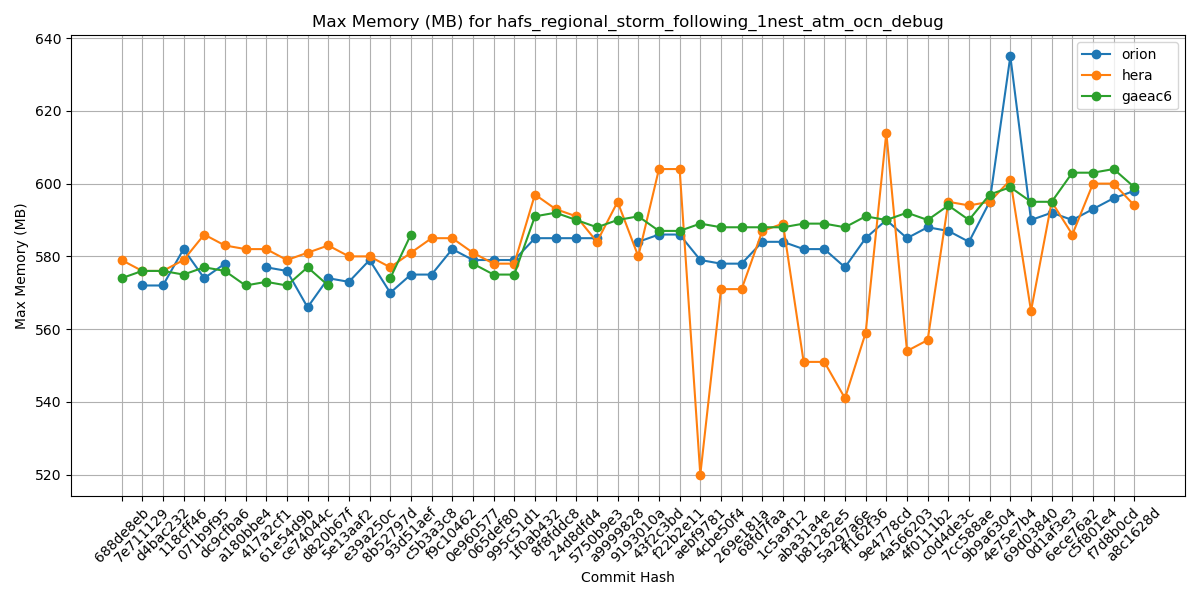 Max Memory (MB) for hafs_regional_storm_following_1nest_atm_ocn_debug
orion
hera
gaeac6
Max Memory (MB)
640
620
600
580
560
540
520
688de8eb
7e711129
d4bac232
118cff46
071b9f95
dc9cfba6
a180bbe4
417a2cf1
61e54d9b
ce74044c
d820b67f
5e13aaf2
e39a250c
8b52797d
93d51aef
c5b3a3c8
f9c10462
0e960577
065def80
995c51d1
1f0ab432
8f8fdfc8
24d8dfd4
5750b9e3
a9999828
9193010a
43f253bd
f22b2e11
aebf9781
4cbe50f4
269e181a
68fd7faa
1c5a9f12
aba31a4e
b81282e5
5a297a6e
ff162f36
9e4778cd
4a566203
4f011b2
c0d4de3c
7cc588ae
9b9a6304
4e75e7b4
69d03840
0d1af3e3
6ece76a2
c5f801e4
f7d8b0cd
a8c1628d
Commit Hash